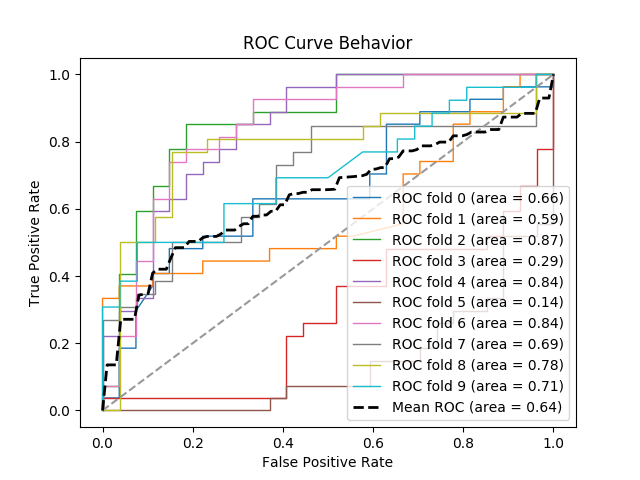 ROC Curve Behavior
True Positive Rate
1.0
0.8
0.6
0.4
0.2
0.0
ROC fold 0 (area = 0.66)
ROC fold 1 (area = 0.59)
ROC fold 2 (area = 0.87)
ROC fold 3 (area = 0.29)
ROC fold 4 (area = 0.84)
ROC fold 5 (area = 0.14)
ROC fold 6 (area = 0.84)
ROC fold 7 (area = 0.69)
ROC fold 8 (area = 0.78)
ROC fold 9 (area = 0.71)
Mean ROC (area = 0.64)
0.0 0.2 0.4 0.6 0.8 1.0
False Positive Rate